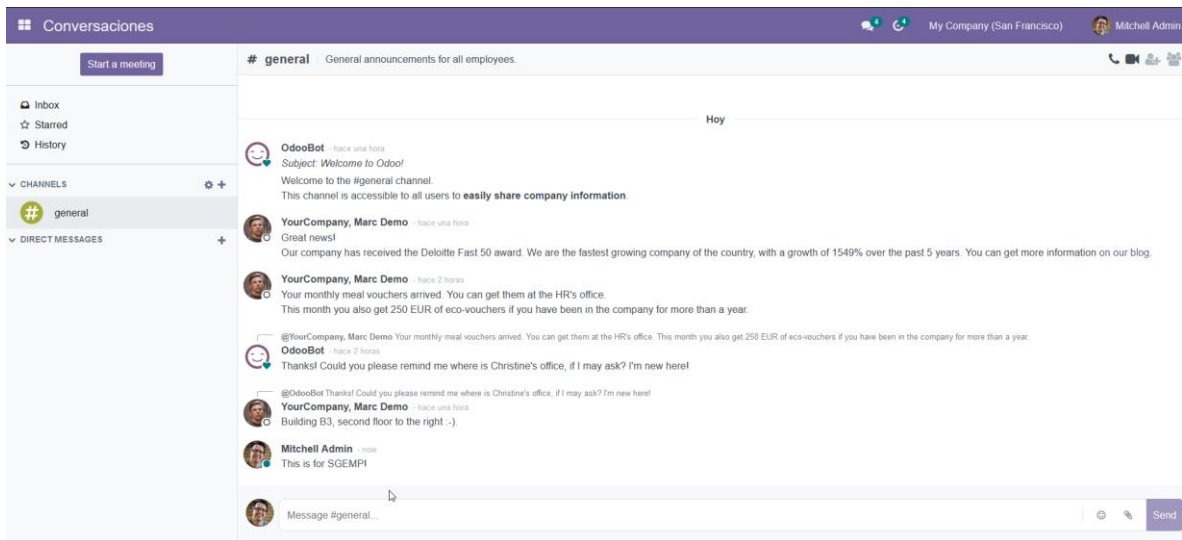 Conversaciones
4
4
My Company (San Francisco)
Mitchell Admin
Start a meeting
Inbox
Starred
History
CHANNELS
general
DIRECT MESSAGES
# general
General announcements for all employees.
Hoy
OdooBot - hace una hora
Subject: Welcome to Odoo!
Welcome to the #general channel.
This channel is accessible to all users to easily share company information.
YourCompany, Marc Demo - hace una hora
Great news!
Our company has received the Deloitte Fast 50 award. We are the fastest growing company of the country, with a growth of 1549% over the past 5 years. You can get more information on our blog.
YourCompany, Marc Demo - hace 2 horas
Your monthly meal vouchers arrived. You can get them at the HR's office.
This month you also get 250 EUR of eco-vouchers if you have been in the company for more than a year.
@YourCompany, Marc Demo Your monthly meal vouchers arrived. You can get them at the HR's office. This month you also get 250 EUR of eco-vouchers if you have been in the company for more than a year.
OdooBot - hace 2 horas
Thanks! Could you please remind me where is Christine's office, if I may ask? I'm new here!
@OdooBot Thanks! Could you please remind me where is Christine's office, if I may ask? I'm new here!
YourCompany, Marc Demo - hace una hora
Building B3, second floor to the right :-).
Mitchell Admin - now
This is for SGEMP!
Message #general...
Send